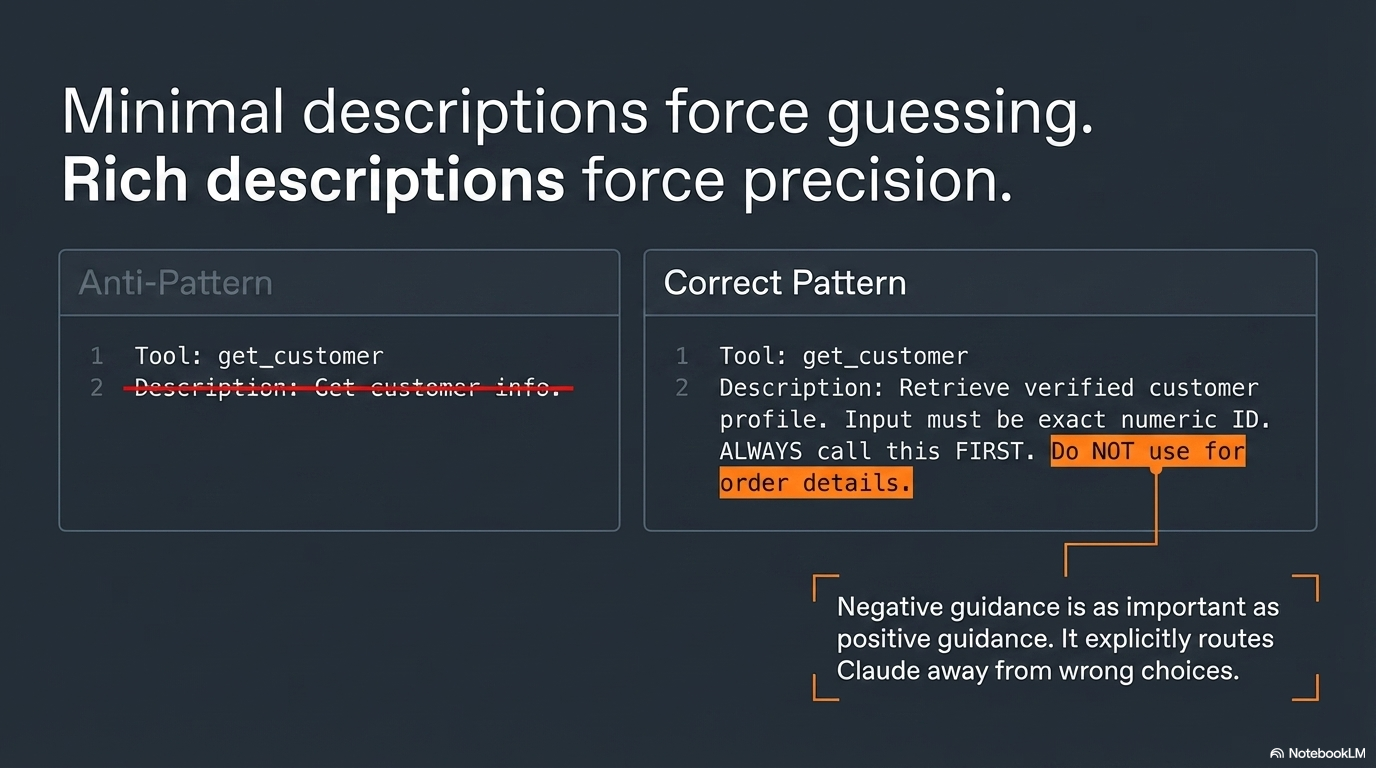 Minimal descriptions force guessing.
Rich descriptions force precision.
Anti-Pattern
1 Tool: get_customer
2 Description: Get customer info.
Correct Pattern
1 Tool: get_customer
2 Description: Retrieve verified customer
profile. Input must be exact numeric ID.
ALWAYS call this FIRST. Do NOT use for
order details.
Negative guidance is as important as
positive guidance. It explicitly routes
Claude away from wrong choices.
NotebookLM